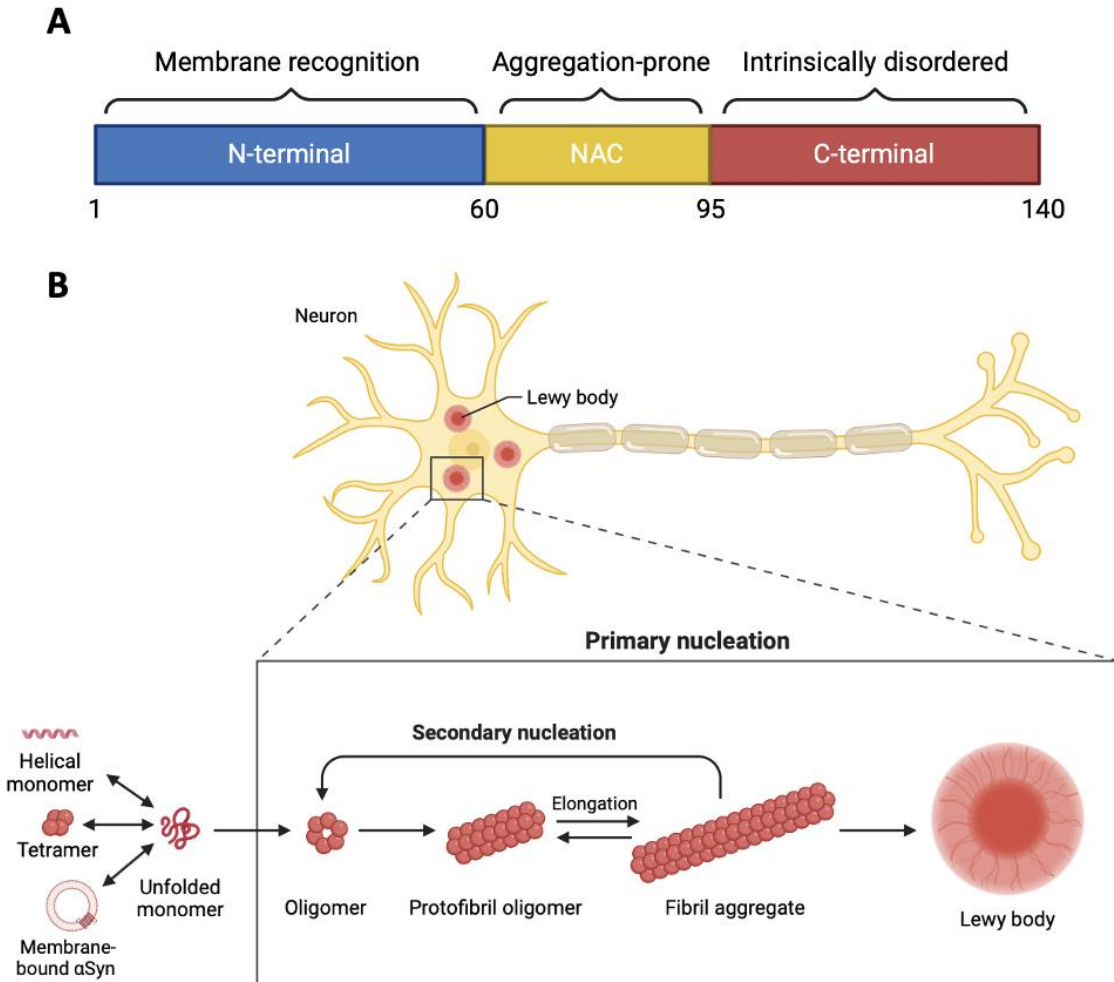 A
Membrane recognition Aggregation-prone Intrinsically disordered
N-terminal NAC C-terminal
1 60 95 140
B
Neuron
Lewy body
Primary nucleation
Secondary nucleation
Helical
monomer
Tetramer
Membrane-
bound αSyn
Unfolded
monomer
Elongation
Oligomer
Protofibril oligomer
Fibril aggregate
Lewy body